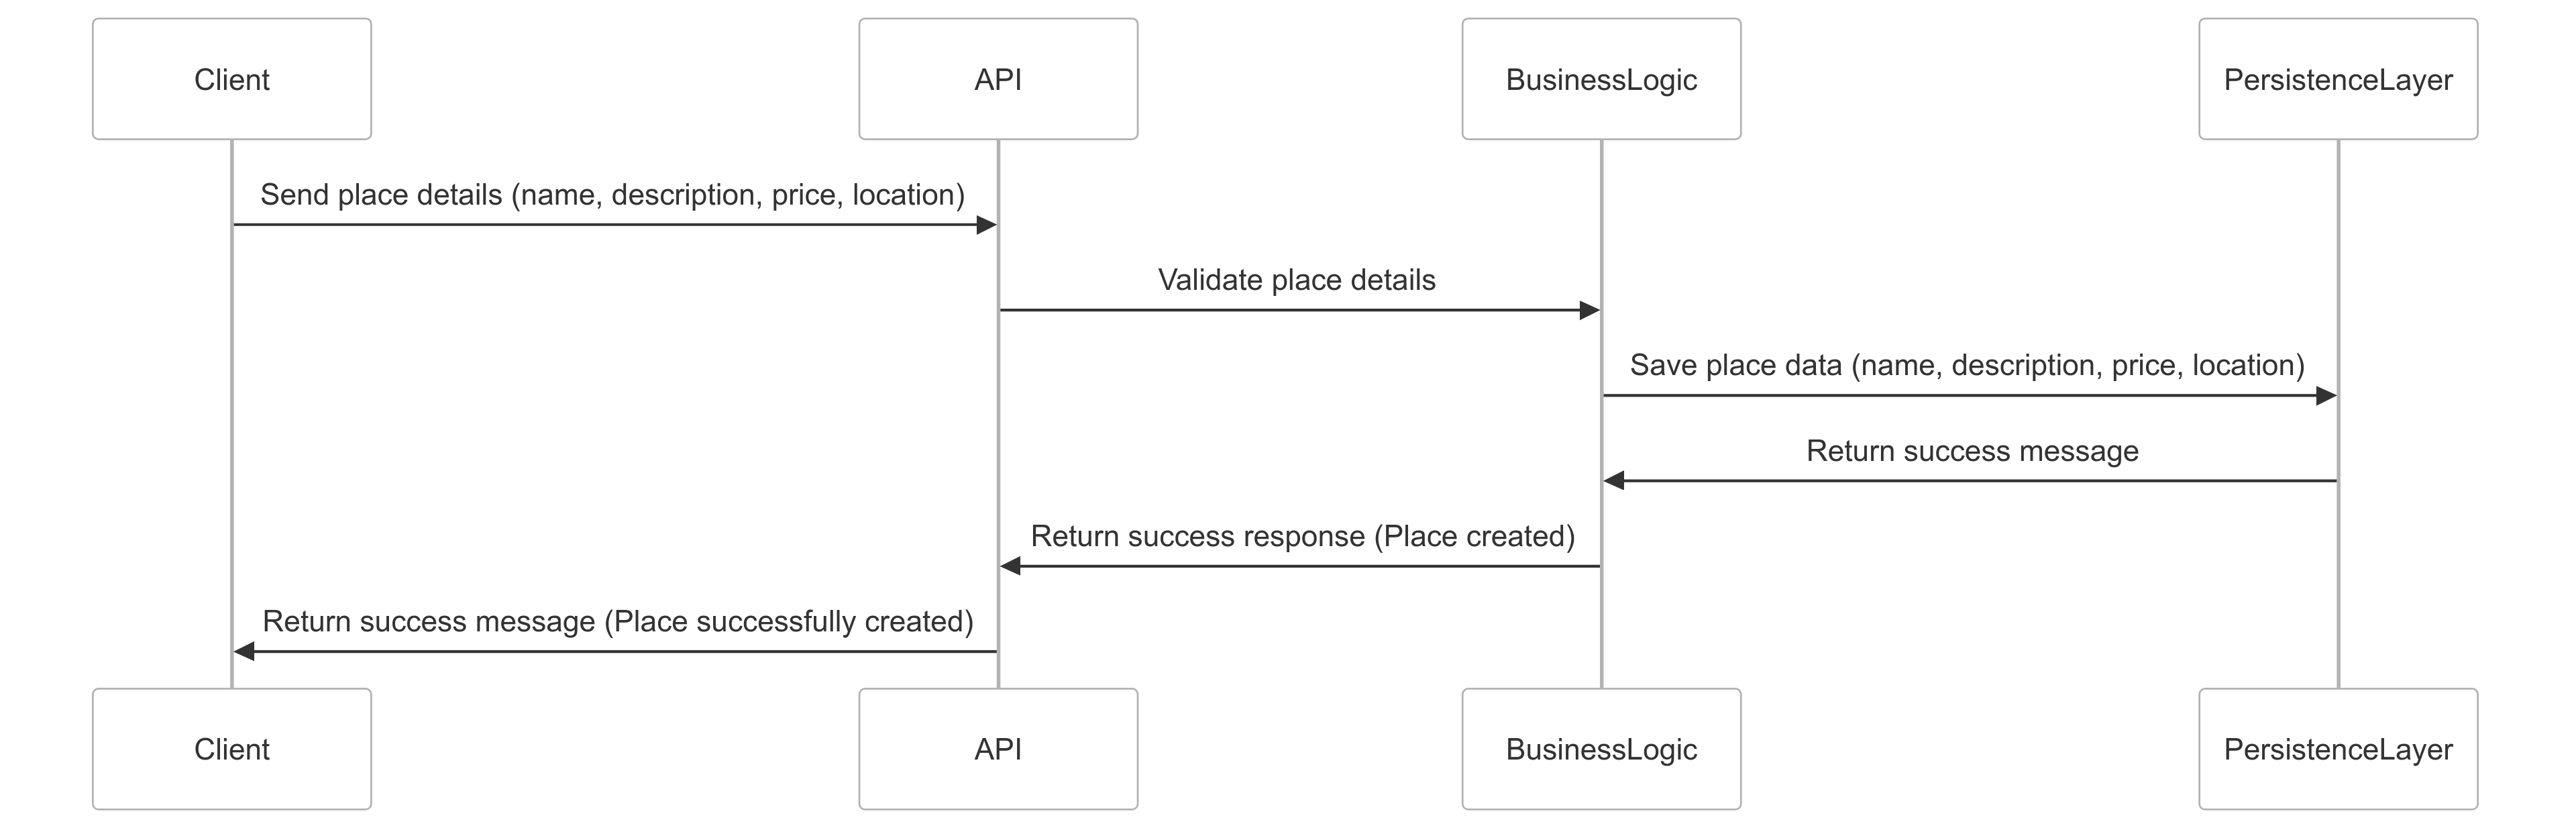 Client
API
BusinessLogic
PersistenceLayer
Send place details (name, description, price, location)
Validate place details
Save place data (name, description, price, location)
Return success message
Return success response (Place created)
Return success message (Place successfully created)
Client
API
BusinessLogic
PersistenceLayer